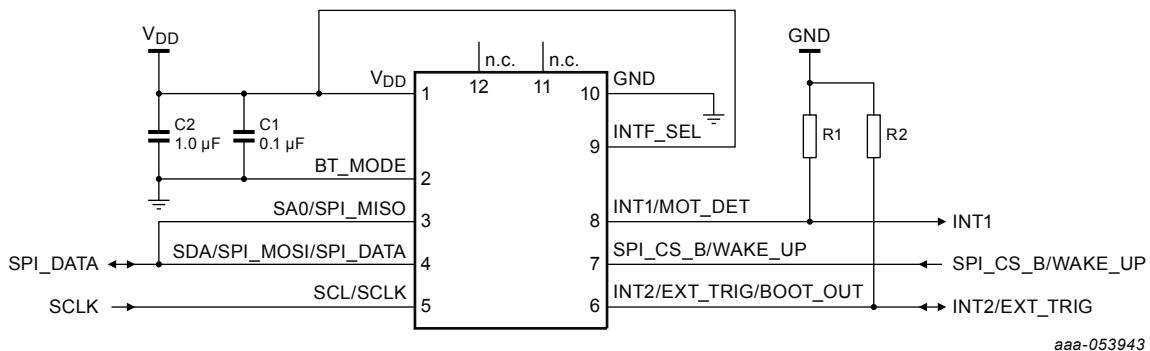 VDD
GND
n.c.
n.c.
VDD
1
12
11
10
GND
C2
1.0 µF
C1
0.1 µF
9
INTF_SEL
R1
R2
BT_MODE
2
SA0/SPI_MISO
3
8
INT1/MOT_DET
INT1
SPI_DATA
SDA/SPI_MOSI/SPI_DATA
4
7
SPI_CS_B/WAKE_UP
SPI_CS_B/WAKE_UP
SCLK
SCL/SCLK
5
6
INT2/EXT_TRIG/BOOT_OUT
INT2/EXT_TRIG
aaa-053943